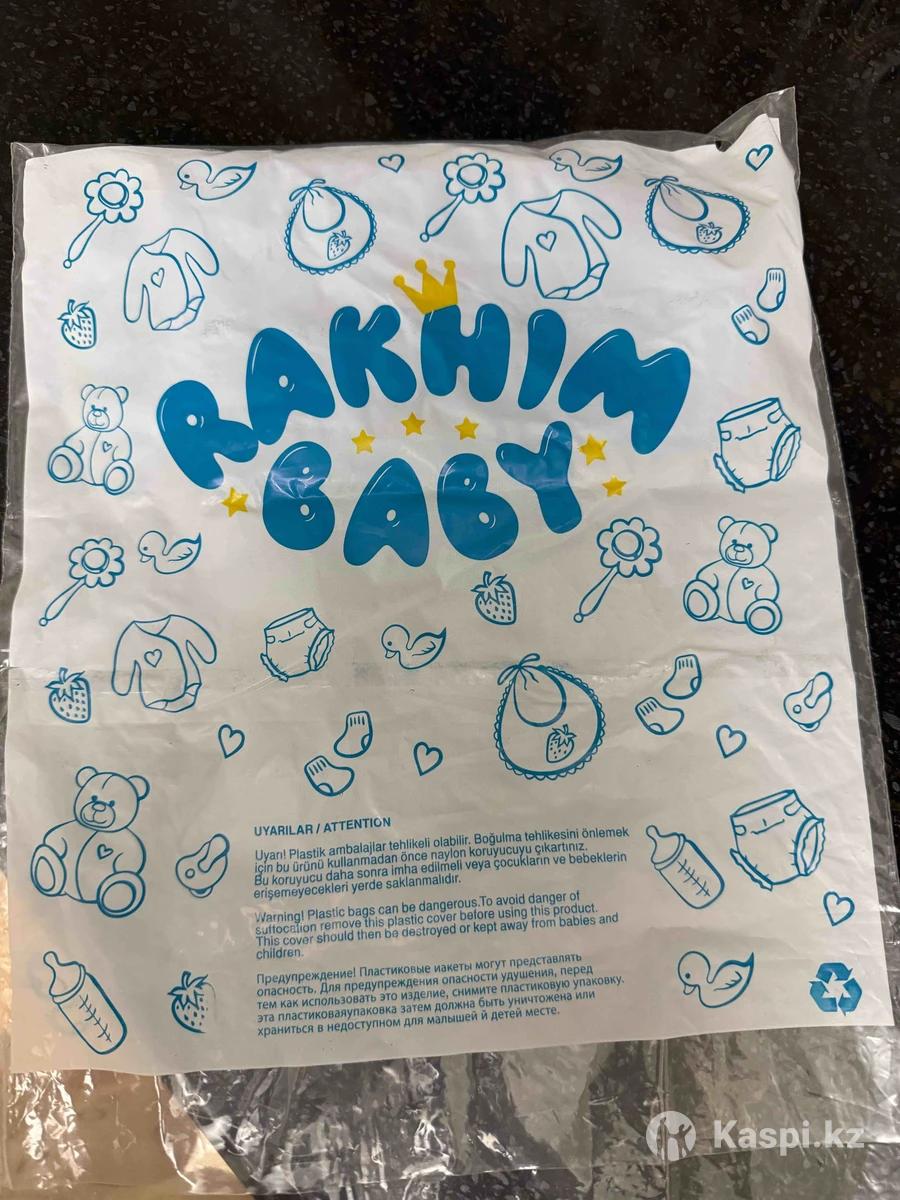 RAKHIM
BABY
UYARILAR / ATTENTION
Uyarı! Plastik ambalajlar tehlikeli olabilir. Boğulma tehlikesini önlemek
için bu ürünü kullanmadan önce naylon koruyucuyu çıkartınız.
Bu koruyucu daha sonra imha edilmeli veya çocukların ve bebeklerin
erişemeyecekleri yerde saklanmalıdır.
Warning! Plastic bags can be dangerous.To avoid danger of
suffocation remove this plastic cover before using this product.
This cover should then be destroyed or kept away from babies and
children.
Предупреждение! Пластиковые иакеты могут представлять
опасность. Для предупреждения опасности удушения, перед
тем как использовать это изделие, снимите пластиковую упаковку.
эта пластиковаяупаковка затем должна быть уничтожена или
храниться в недоступном для малышей й детей месте.
Kaspi.kz